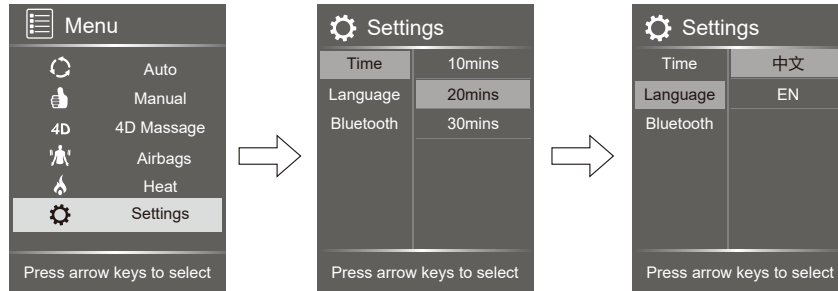 Menu
Auto
Manual
4D 4D Massage
Airbags
Heat
Settings
Press arrow keys to select
Settings
Time 10mins
Language 20mins
Bluetooth 30mins
Press arrow keys to select
Settings
Time 中文
Language EN
Bluetooth
Press arrow keys to select